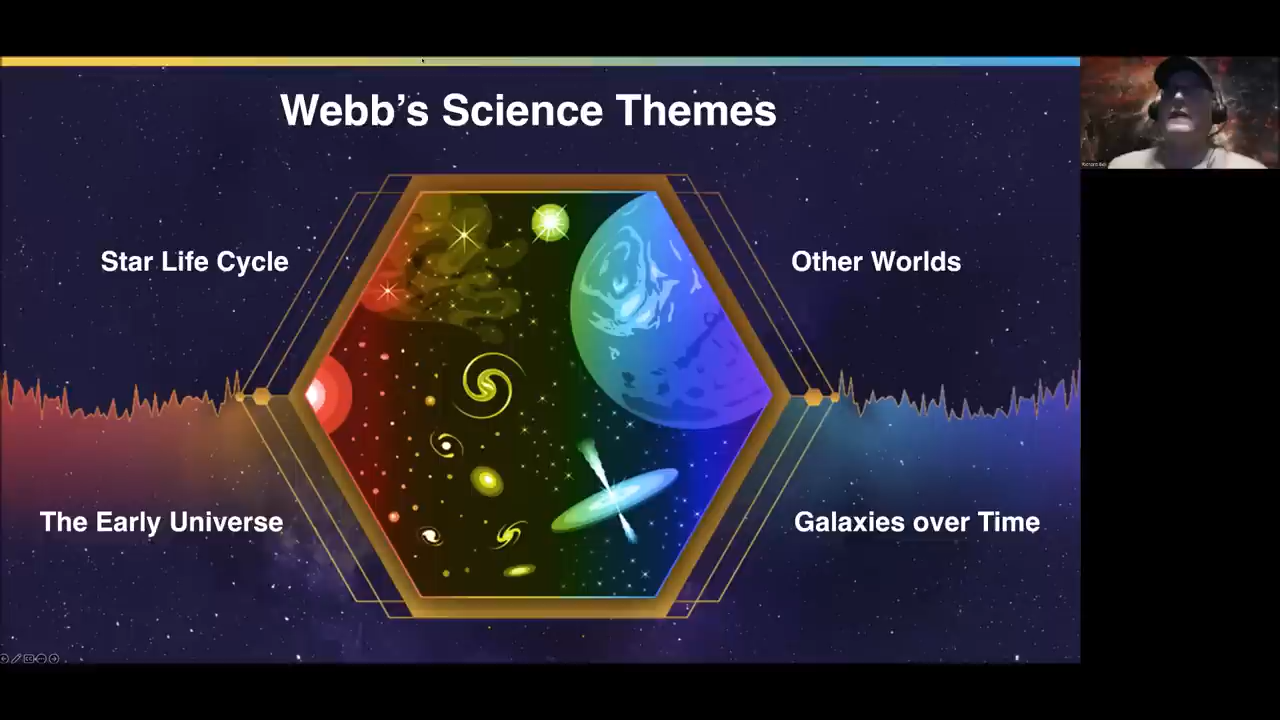 Webb’s Science Themes
Star Life Cycle
Other Worlds
The Early Universe
Galaxies over Time